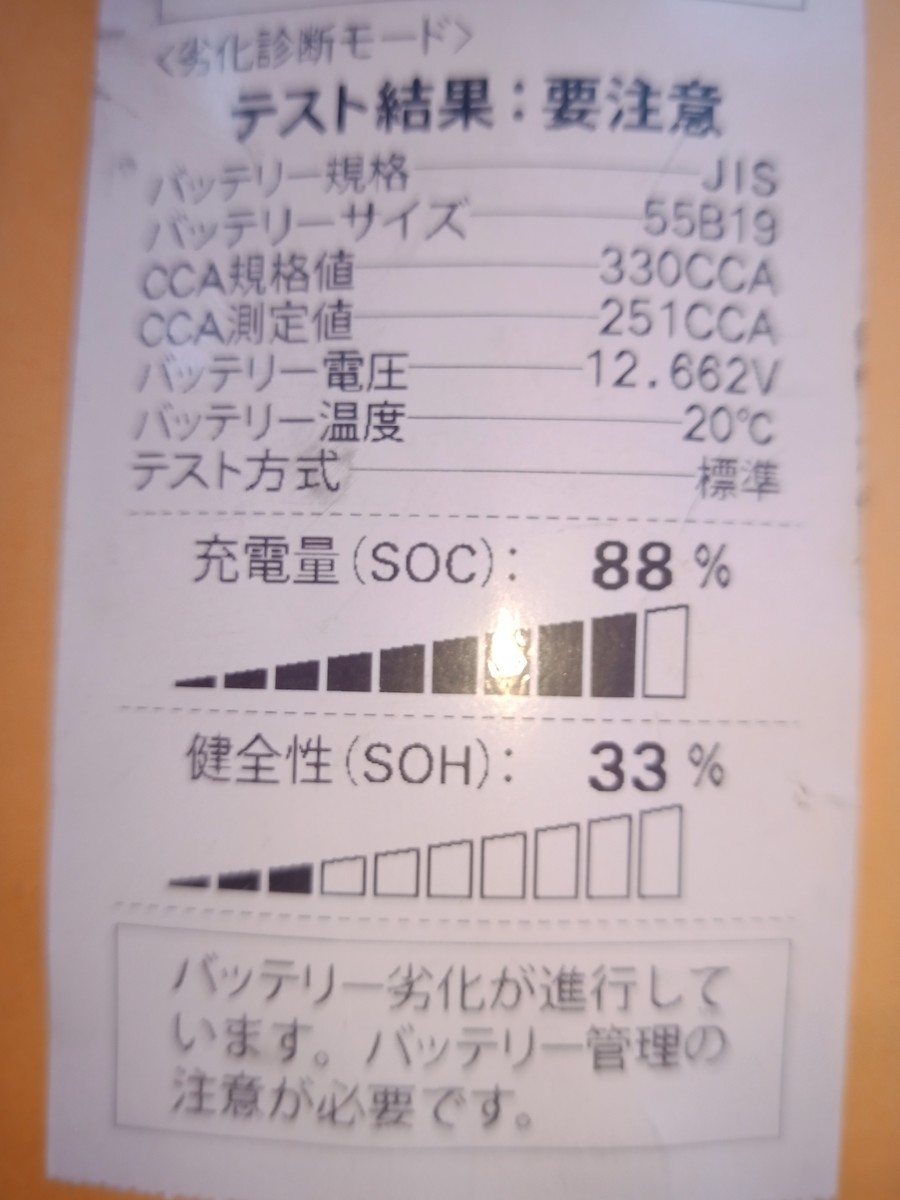 <劣化診断モード>
テスト結果：要注意
バッテリー規格 JIS
バッテリーサイズ 55B19
CCA規格値 330CCA
CCA測定値 251CCA
バッテリー電圧 12.662V
バッテリー温度 20℃
テスト方式 標準
充電量(SOC): 88 %
健全性(SOH): 33 %
バッテリー劣化が進行して
います。バッテリー管理の
注意が必要です。